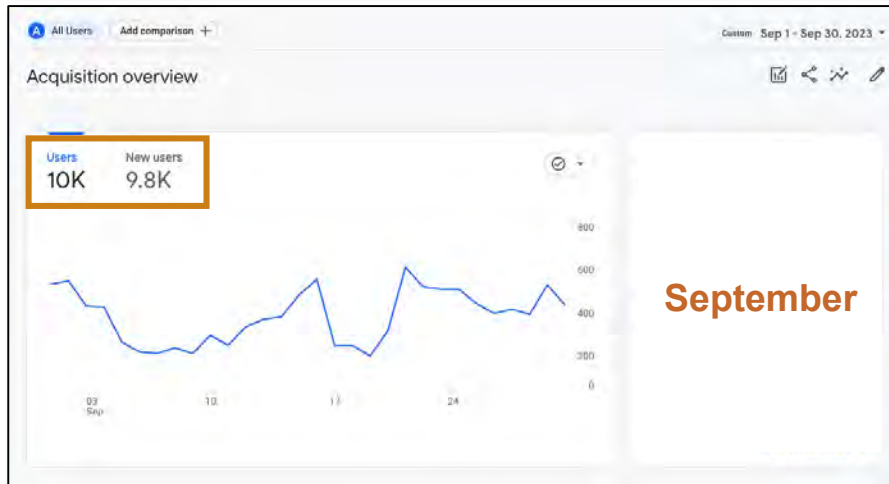 A All Users Add comparison + Custom Sep 1 - Sep 30, 2023
Acquisition overview
Users New users
10K 9.8K
800
600
September
400
200
0
03 10 17 24
Sep